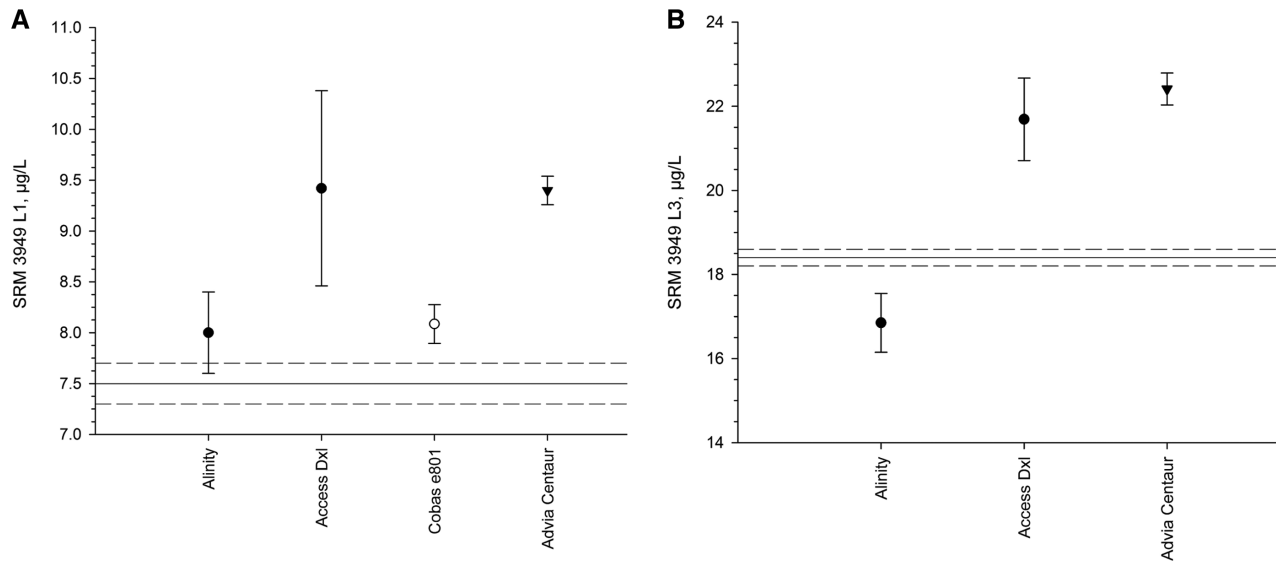 A
SRM 3949 L1, µg/L
11.0
10.5
10.0
9.5
9.0
8.5
8.0
7.5
7.0
Alinity
Access DxI
Cobas e801
Advia Centaur
B
SRM 3949 L3, µg/L
24
22
20
18
16
14
Alinity
Access DxI
Advia Centaur